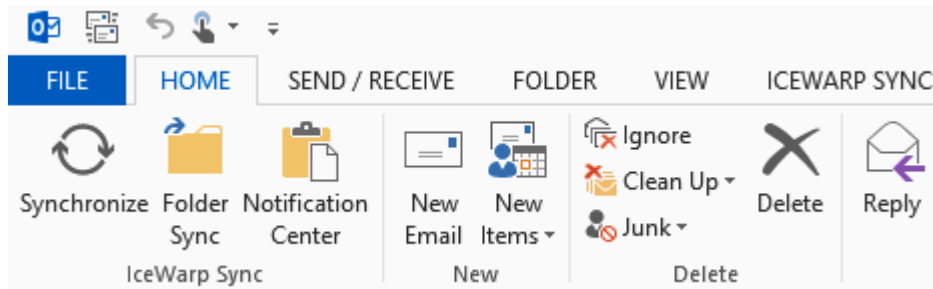 FILE HOME SEND / RECEIVE FOLDER VIEW ICEWARP SYNC
Synchronize
Folder
Sync
Notification
Center
IceWarp Sync
New
Email
New
Items
New
Ignore
Clean Up
Junk
Delete
Delete
Reply